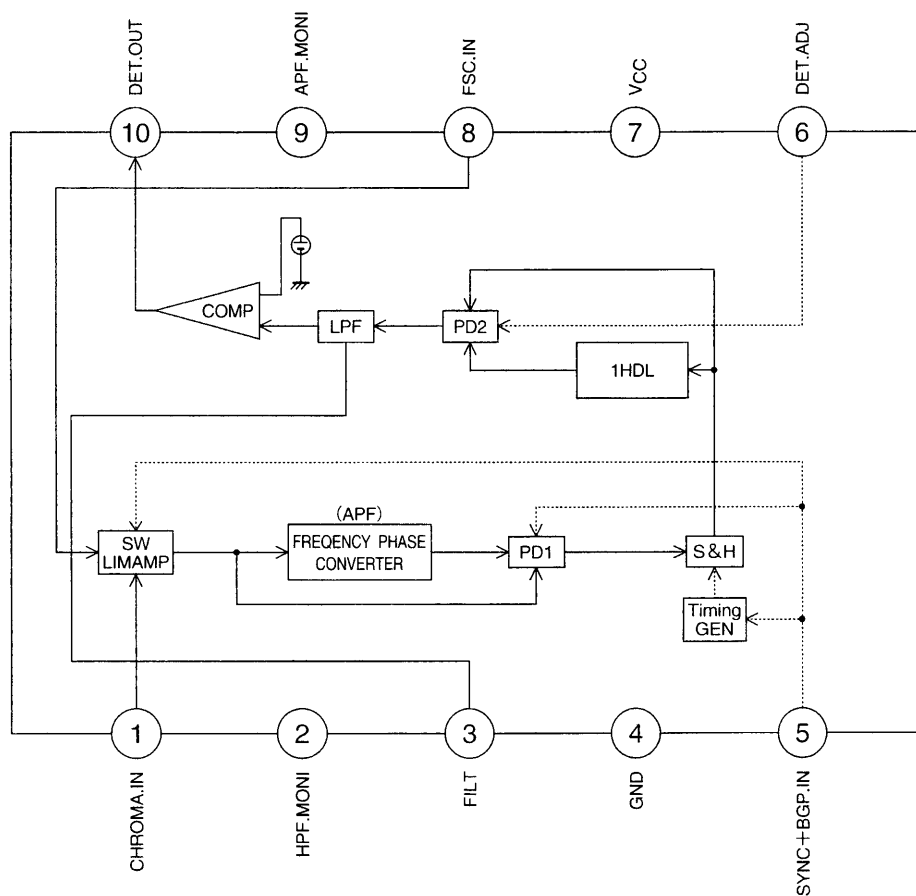 DET.OUT
APF.MONI
FSC.IN
VCC
DET.ADJ
10
9
8
7
6
COMP
LPF
PD2
1HDL
(APF)
SW
LIMAMP
FREQENCY PHASE
CONVERTER
PD1
S&H
Timing
GEN
1
2
3
4
5
CHROMA.IN
HPF.MONI
FILT
GND
SYNC+BGP.IN